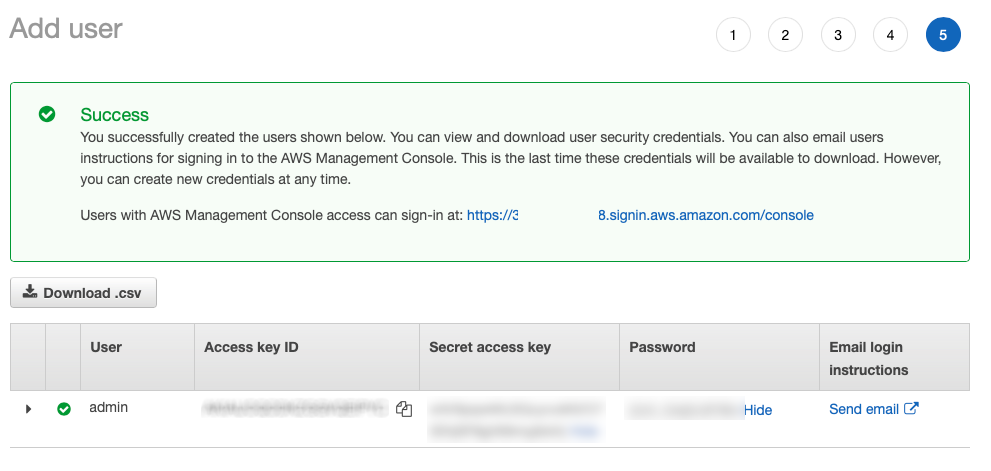 Add user
1 2 3 4 5
Success
You successfully created the users shown below. You can view and download user security credentials. You can also email users
instructions for signing in to the AWS Management Console. This is the last time these credentials will be available to download. However,
you can create new credentials at any time.
Users with AWS Management Console access can sign-in at: https://3 8.signin.aws.amazon.com/console
Download .csv
User Access key ID Secret access key Password Email login
instructions
admin Hide Send email